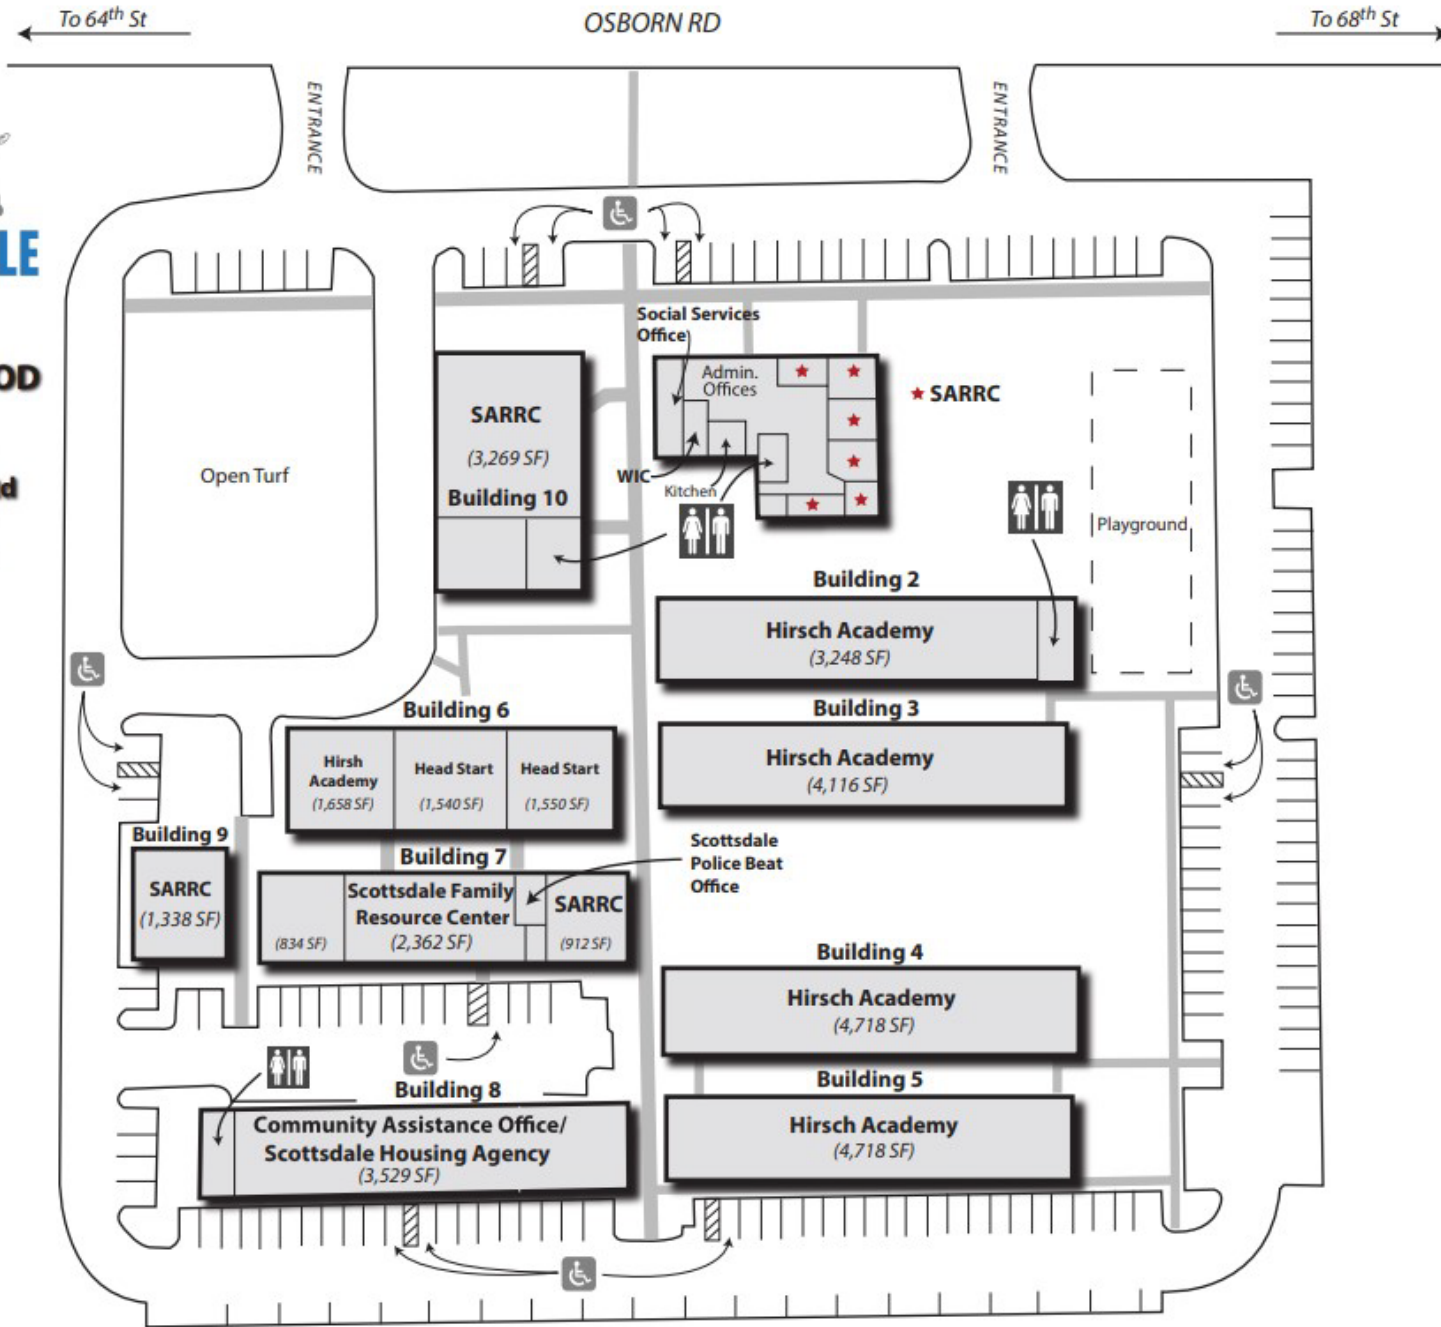 To 64th St
OSBORN RD
To 68th St
ENTRANCE
ENTRANCE
LE
OD
d
Social Services
Office
Admin.
Offices
SARRC
SARRC
(3,269 SF)
Building 10
WIC
Kitchen
Open Turf
Playground
Building 2
Hirsch Academy
(3,248 SF)
Building 3
Hirsch Academy
(4,116 SF)
Building 6
Hirsh
Academy
(1,658 SF)
Head Start
(1,540 SF)
Head Start
(1,550 SF)
Building 9
SARRC
(1,338 SF)
Building 7
(834 SF)
Scottsdale Family
Resource Center
(2,362 SF)
SARRC
(912 SF)
Scottsdale
Police Beat
Office
Building 4
Hirsch Academy
(4,718 SF)
Building 5
Hirsch Academy
(4,718 SF)
Building 8
Community Assistance Office/
Scottsdale Housing Agency
(3,529 SF)